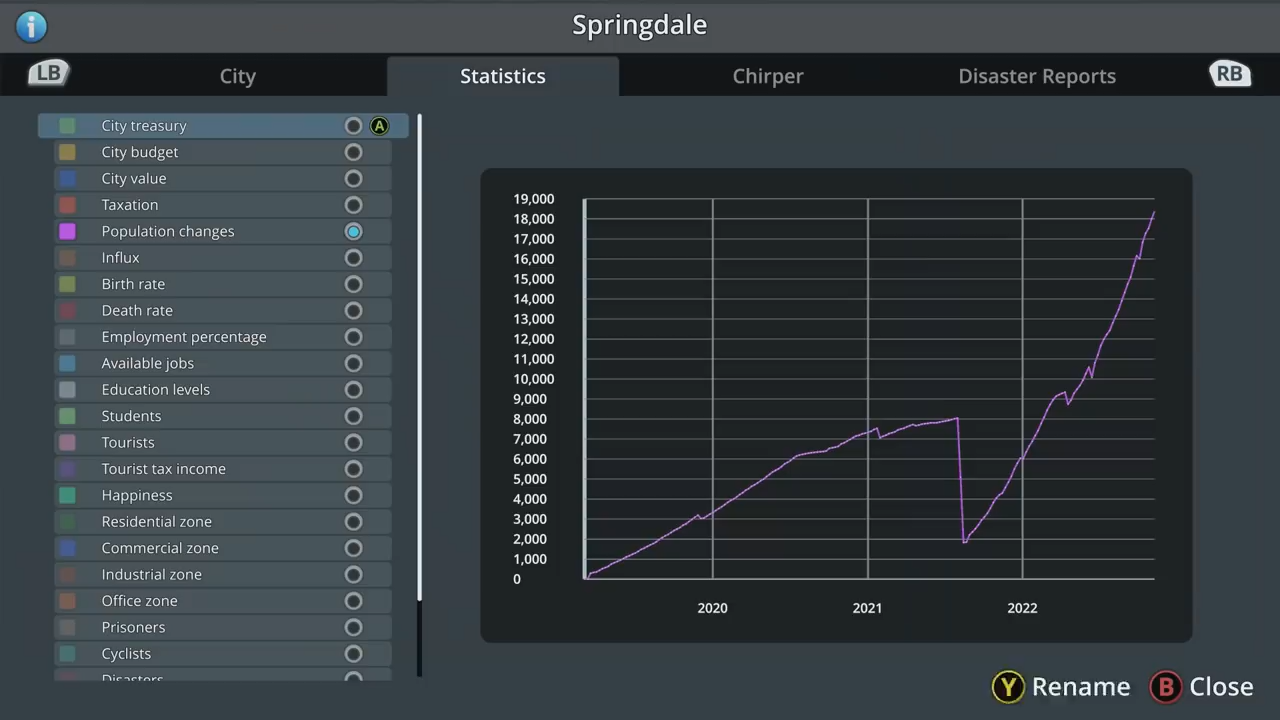 Springdale
LB
City
Statistics
Chirper
Disaster Reports
RB
City treasury
A
City budget
City value
Taxation
Population changes
Influx
Birth rate
Death rate
Employment percentage
Available jobs
Education levels
Students
Tourists
Tourist tax income
Happiness
Residential zone
Commercial zone
Industrial zone
Office zone
Prisoners
Cyclists
Disasters
19,000
18,000
17,000
16,000
15,000
14,000
13,000
12,000
11,000
10,000
9,000
8,000
7,000
6,000
5,000
4,000
3,000
2,000
1,000
0
2020
2021
2022
Y Rename
B Close